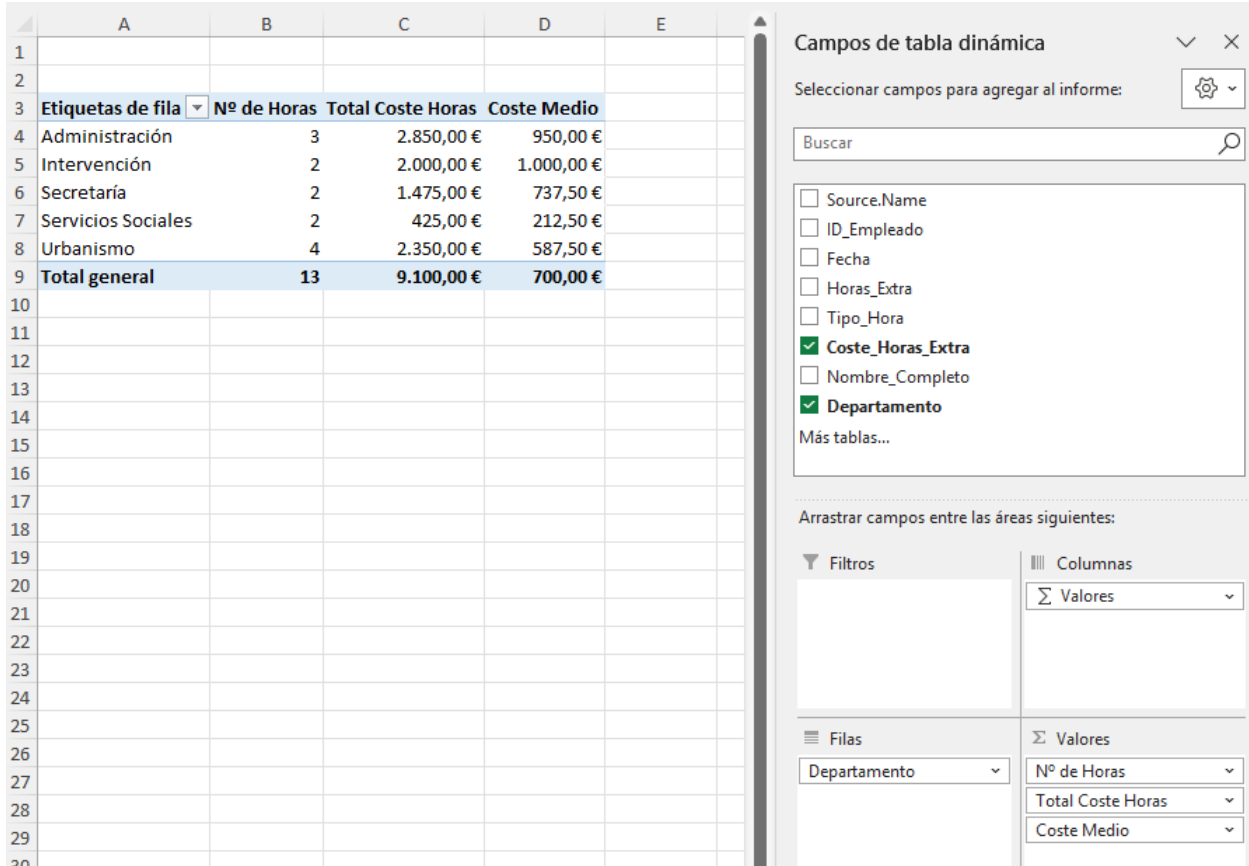 A B C D E
1
2
3 Etiquetas de fila Nº de Horas Total Coste Horas Coste Medio
4 Administración 3 2.850,00 € 950,00 €
5 Intervención 2 2.000,00 € 1.000,00 €
6 Secretaría 2 1.475,00 € 737,50 €
7 Servicios Sociales 2 425,00 € 212,50 €
8 Urbanismo 4 2.350,00 € 587,50 €
9 Total general 13 9.100,00 € 700,00 €
10
11
12
13
14
15
16
17
18
19
20
21
22
23
24
25
26
27
28
29
30
Campos de tabla dinámica
Seleccionar campos para agregar al informe:
Buscar
Source.Name
ID_Empleado
Fecha
Horas_Extra
Tipo_Hora
Coste_Horas_Extra
Nombre_Completo
Departamento
Más tablas...
Arrastrar campos entre las áreas siguientes:
Filtros
Columnas
Σ Valores
Filas
Departamento
Σ Valores
Nº de Horas
Total Coste Horas
Coste Medio